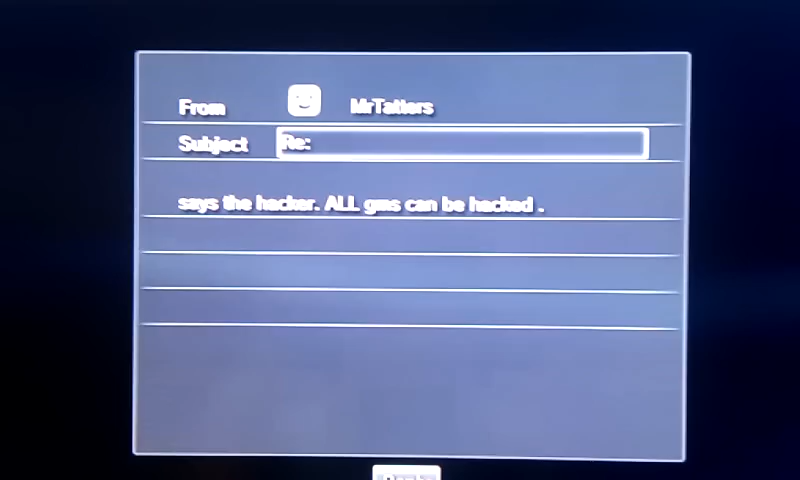 From MrTatters
Subject Re:
says the hacker. ALL gms can be hacked .